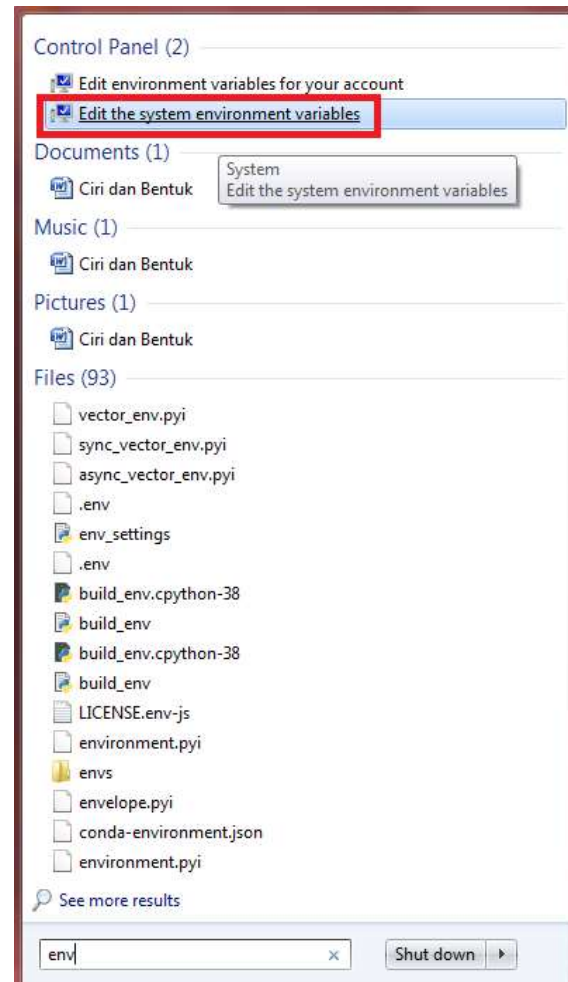 Control Panel (2)
Edit environment variables for your account
Edit the system environment variables
Documents (1)
System
Edit the system environment variables
Ciri dan Bentuk
Music (1)
Ciri dan Bentuk
Pictures (1)
Ciri dan Bentuk
Files (93)
vector_env.pyi
sync_vector_env.pyi
async_vector_env.pyi
.env
env_settings
.env
build_env.cpython-38
build_env
build_env.cpython-38
build_env
LICENSE.env-js
environment.pyi
envs
envelope.pyi
conda-environment.json
environment.pyi
See more results
env
Shut down